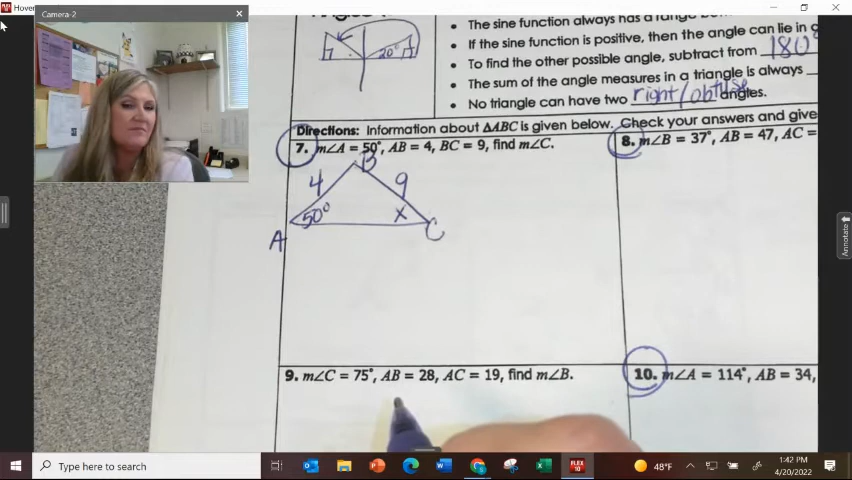 Hover
Camera-2
20°
• The sine function always has a range
• If the sine function is positive, then the angle can lie in
• To find the other possible angle, subtract from 180°
• The sum of the angle measures in a triangle is always
• No triangle can have two right/obtuse angles.
Directions: Information about ΔABC is given below. Check your answers and give
7. m∠A = 50°, AB = 4, BC = 9, find m∠C.
8. m∠B = 37°, AB = 47, AC =
B
4
9
50°
x
A
C
Annotate
9. m∠C = 75°, AB = 28, AC = 19, find m∠B.
10. m∠A = 114°, AB = 34,
Type here to search
FLEX 10
48°F
1:42 PM
4/20/2022